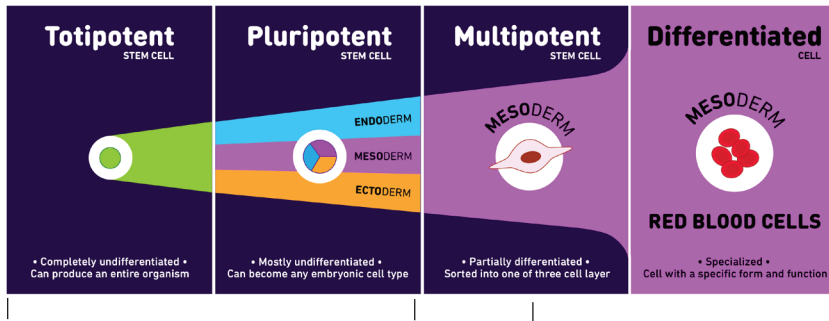 Totipotent
STEM CELL
• Completely undifferentiated •
Can produce an entire organism
Pluripotent
STEM CELL
ENDODERM
MESODERM
ECTODERM
• Mostly undifferentiated •
Can become any embryonic cell type
Multipotent
STEM CELL
MESODERM
• Partially differentiated •
Sorted into one of three cell layer
Differentiated
CELL
MESODERM
RED BLOOD CELLS
• Specialized •
Cell with a specific form and function